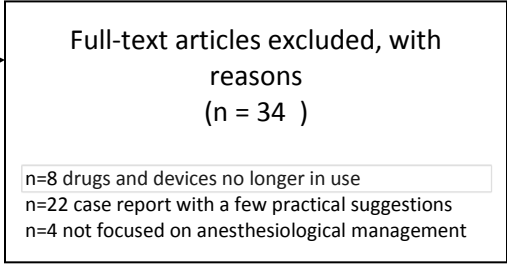 Full-text articles excluded, with
reasons
(n = 34 )
n=8 drugs and devices no longer in use
n=22 case report with a few practical suggestions
n=4 not focused on anesthesiological management